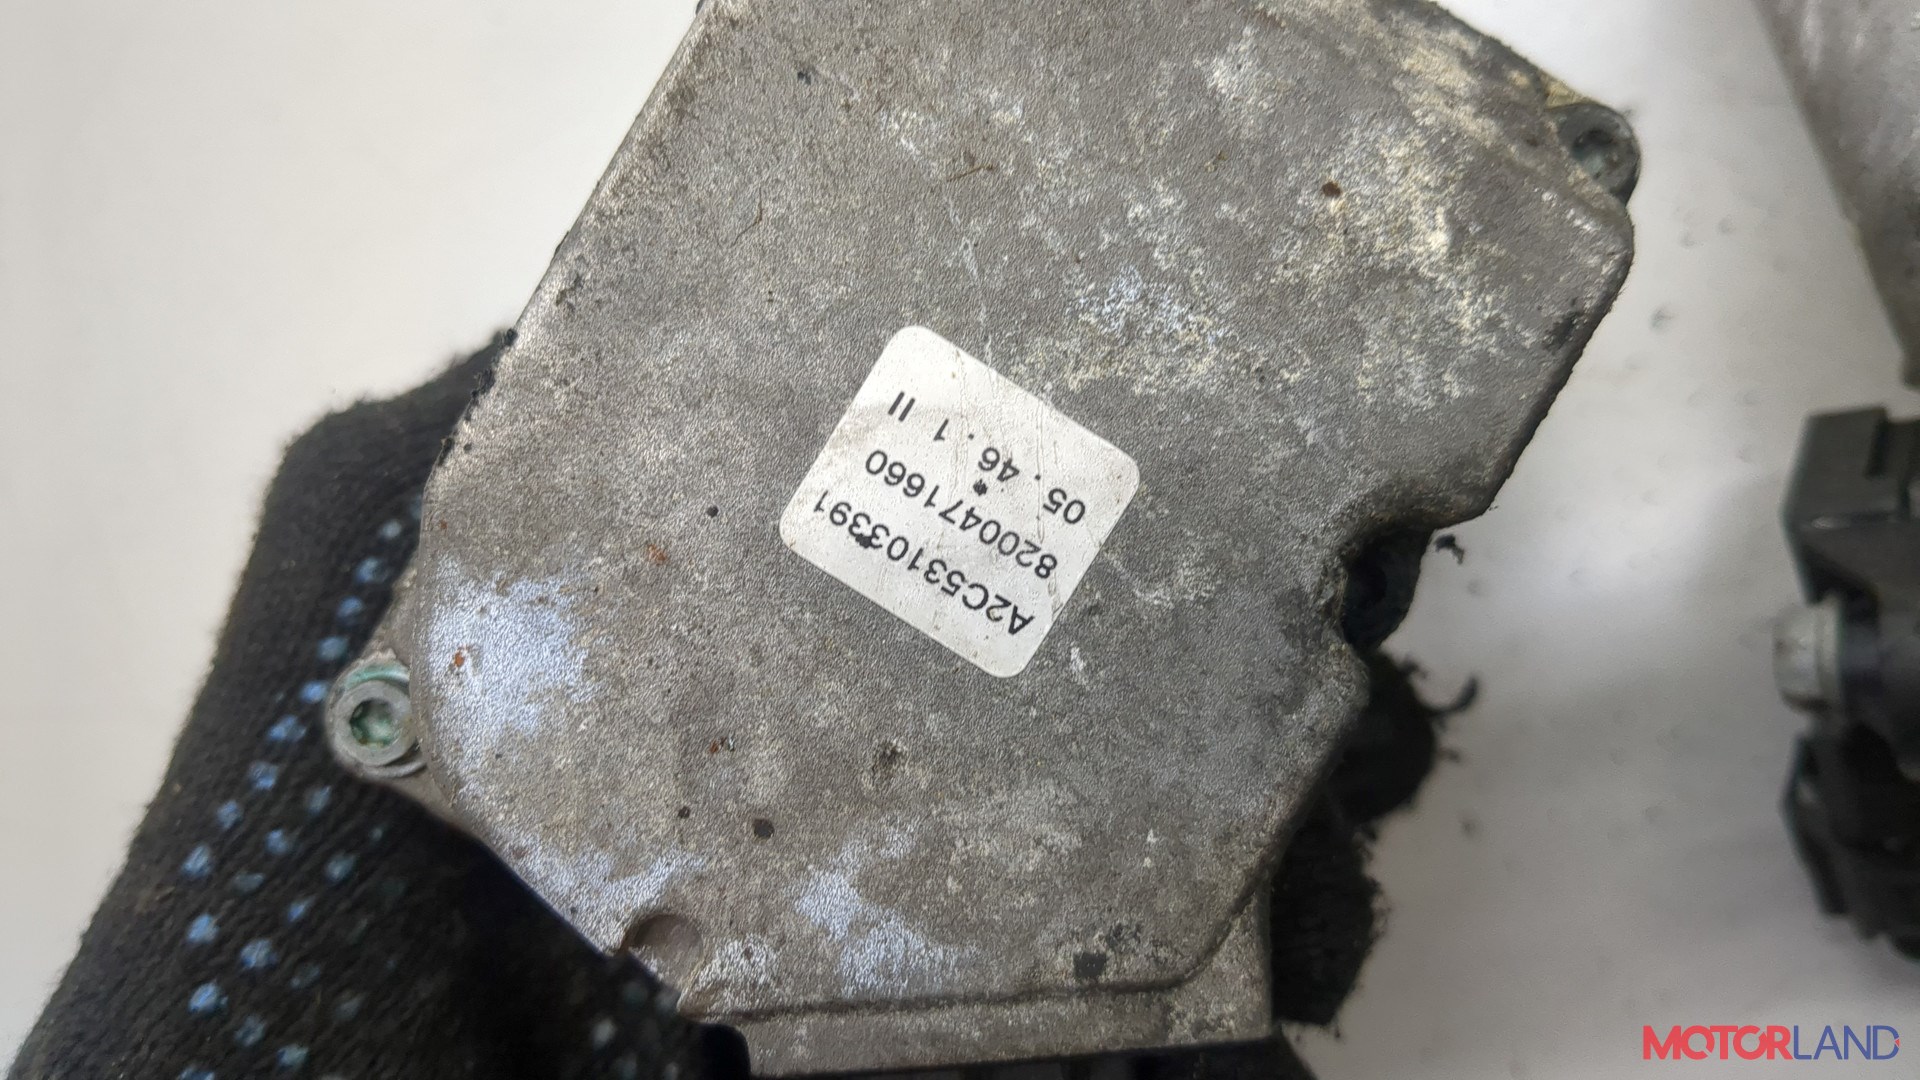 A2C53103391
8200471660
*
05.46.1 II
MOTORLAND